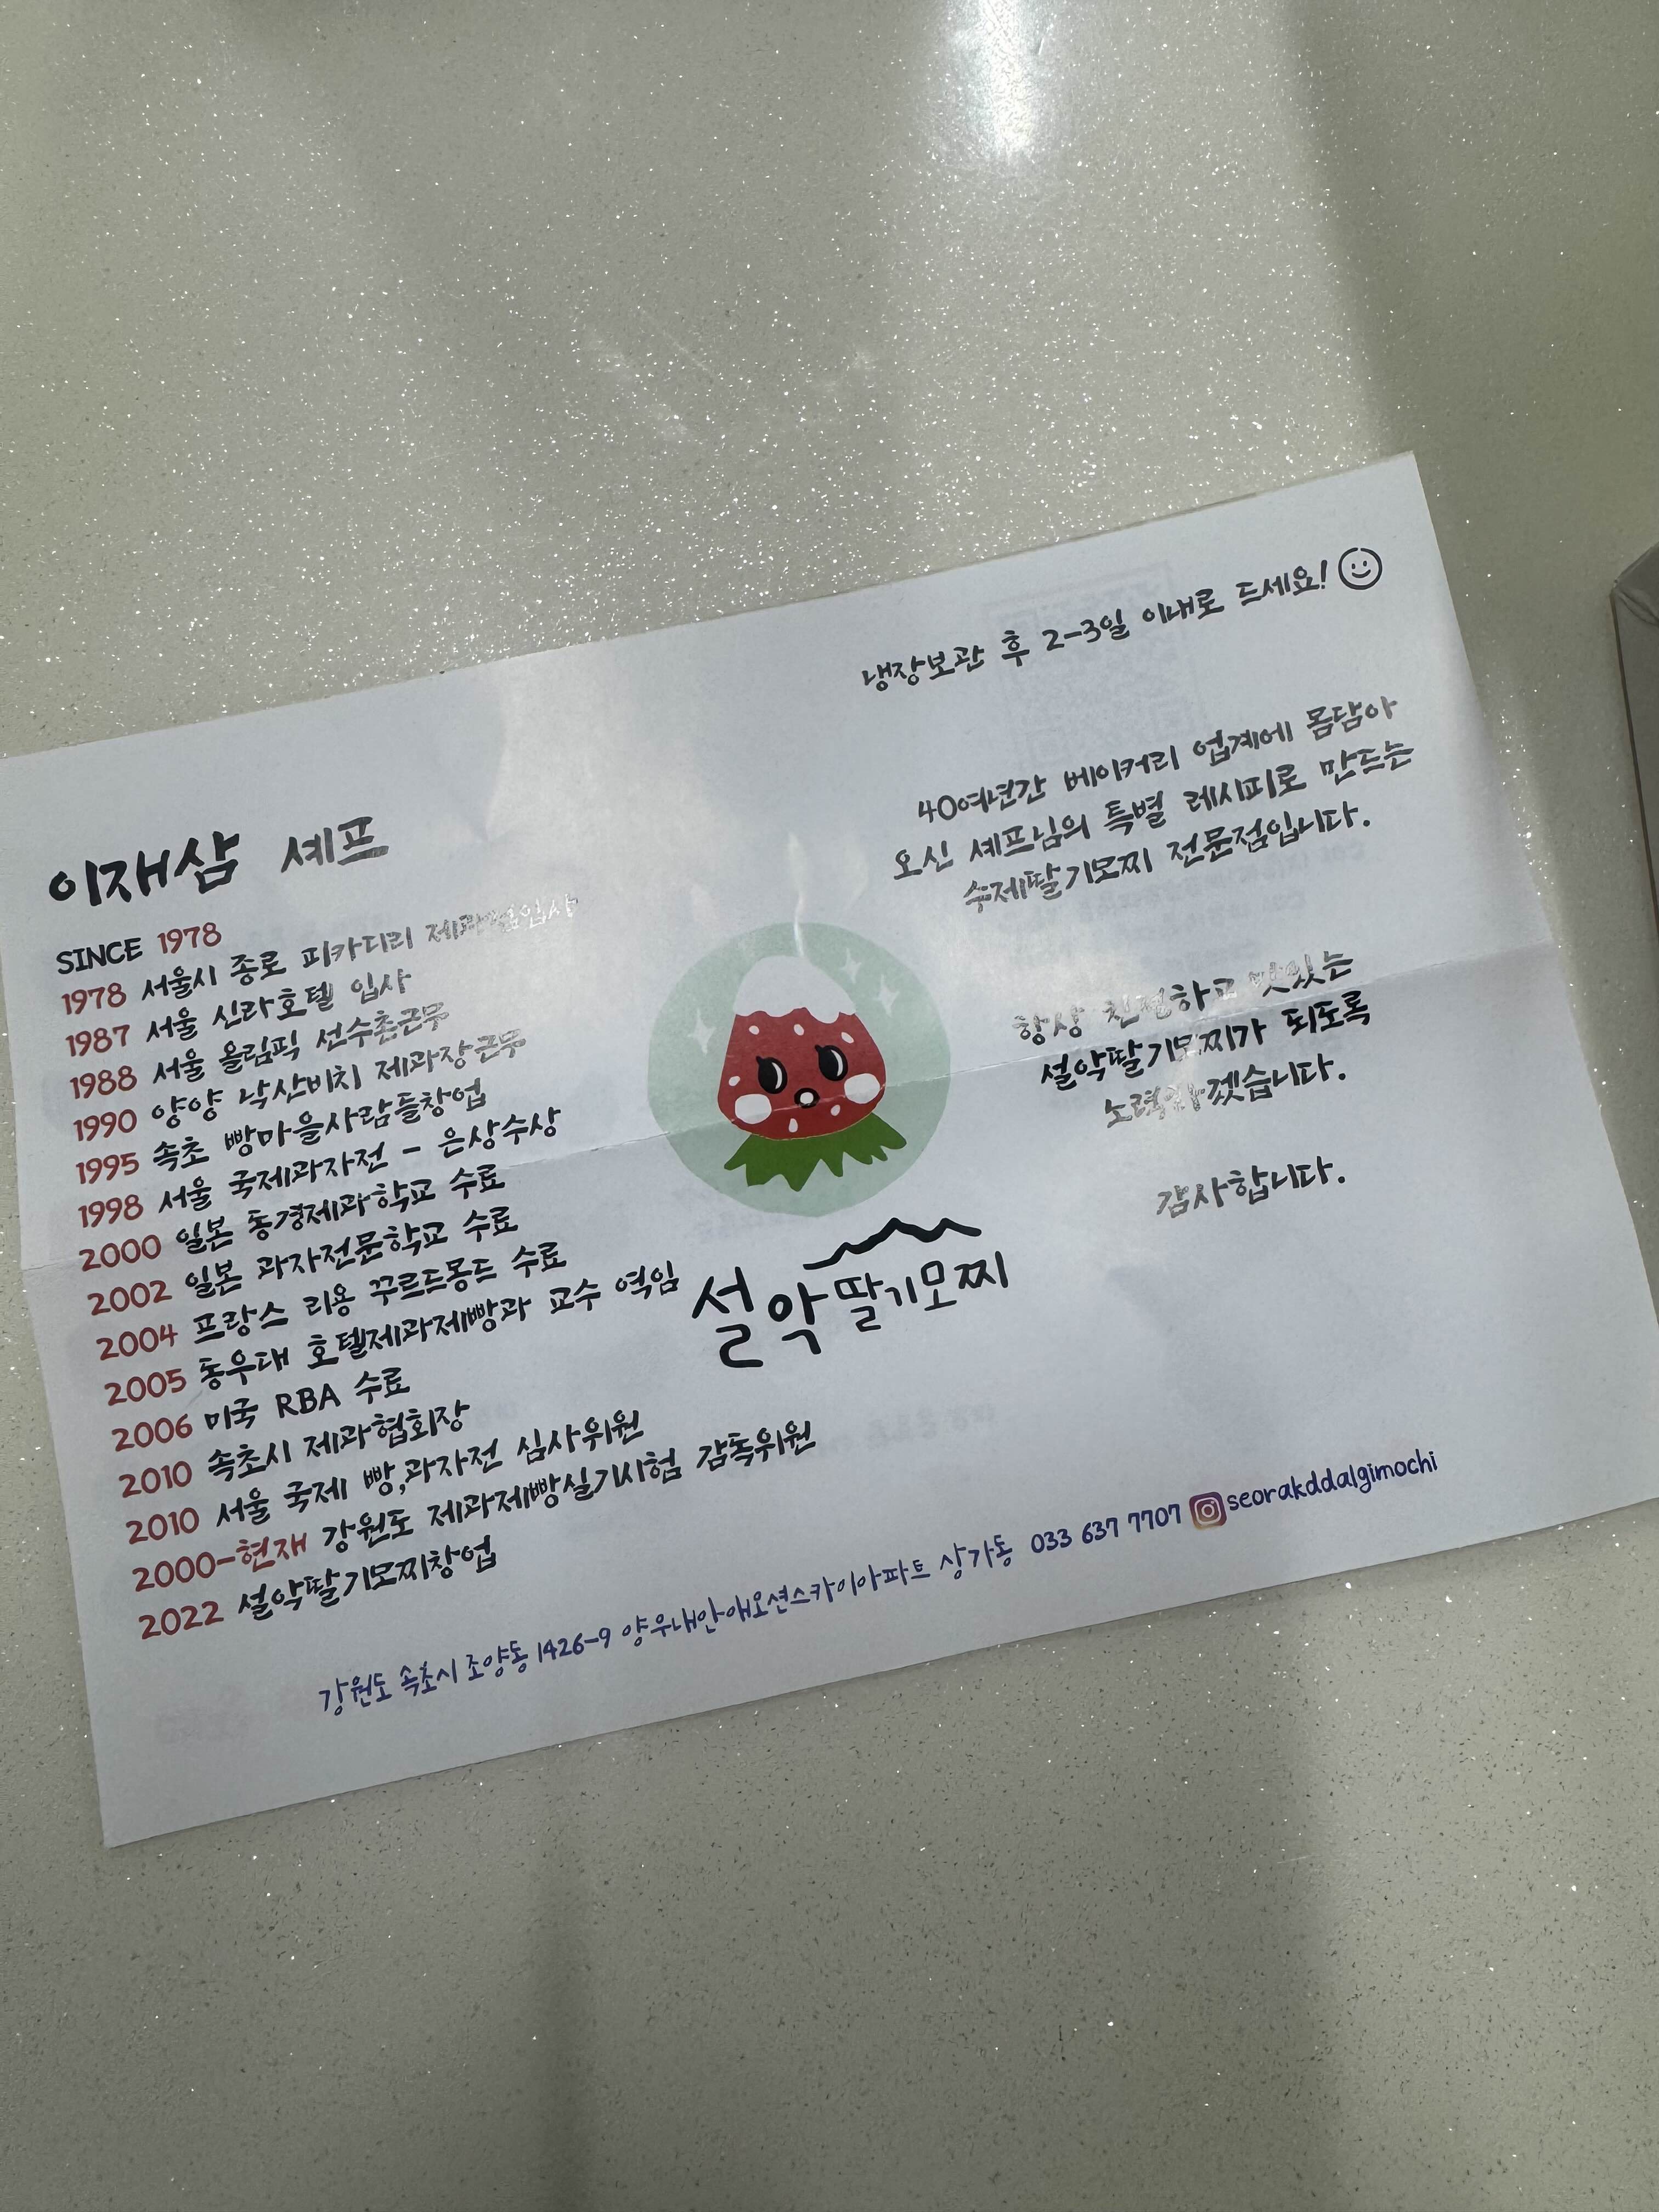 이재삼 셰프
SINCE 1978
1978 서울시 종로 피카디리 제과점입사
1987 서울 신라호텔 입사
1988 서울 올림픽 선수촌근무
1990 양양 낙산비치 제과장근무
1995 속초 빵마을사람들창업
1998 서울 국제과자전 - 은상수상
2000 일본 동경제과학교 수료
2002 일본 과자전문학교 수료
2004 프랑스 리용 꾸르드몽드 수료
2005 동우대 호텔제과제빵과 교수 역임
2006 미국 RBA 수료
2010 속초시 제과협회장
2010 서울 국제 빵,과자전 심사위원
2000-현재 강원도 제과제빵실기시험 감독위원
2022 설악딸기모찌창업
설악딸기모찌
냉장보관 후 2-3일 이내로 드세요!
40여년간 베이커리 업계에 몸담아
오신 셰프님의 특별 레시피로 만드는
수제딸기모찌 전문점입니다.
항상 친절하고 맛있는
설악딸기모찌가 되도록
노력하겠습니다.
감사합니다.
강원도 속초시 조양동 1426-9 양우내안애오션스카이아파트 상가동 033 637 7707 seorakddalgimochi